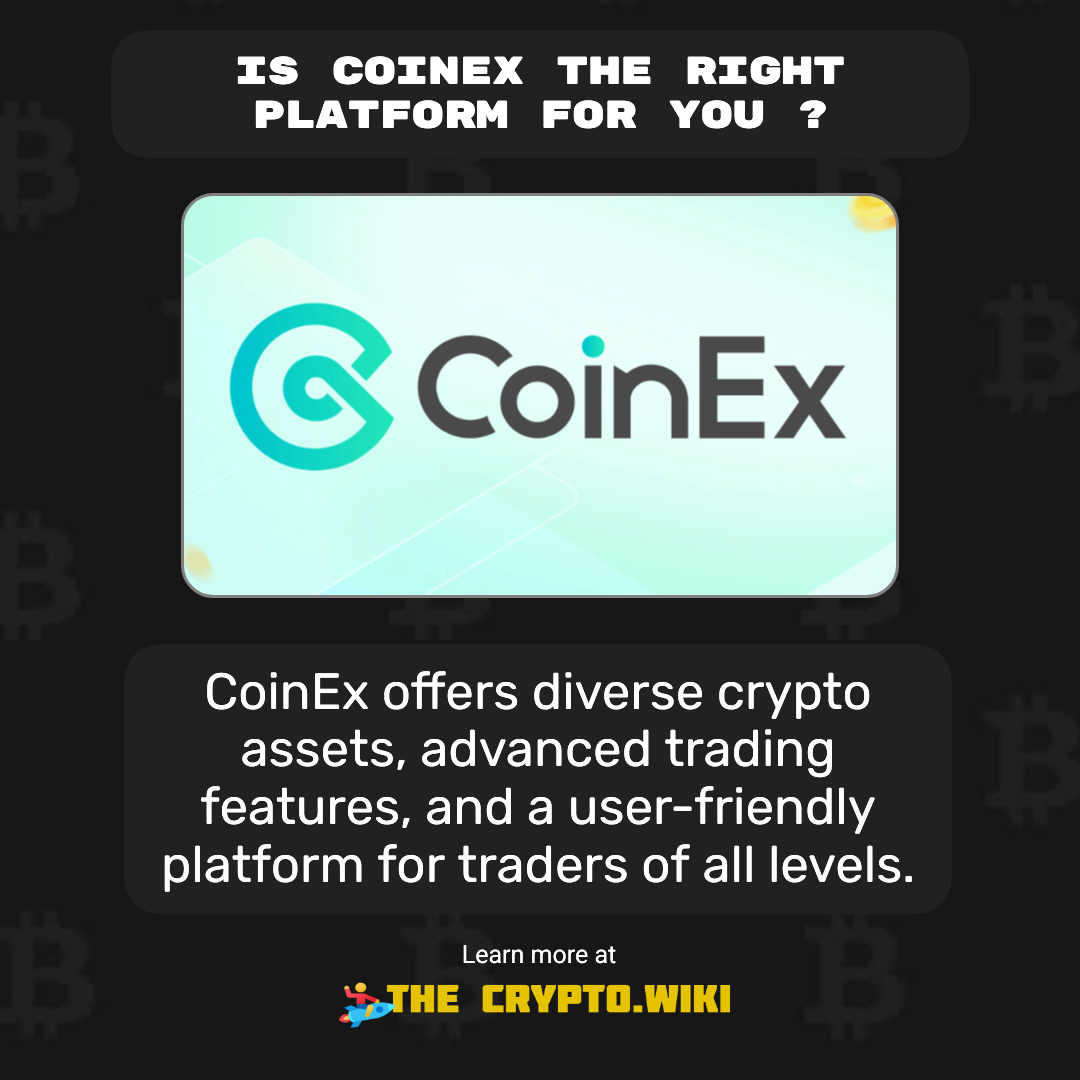 IS COINEX THE RIGHT
PLATFORM FOR YOU ?
CoinEx
CoinEx offers diverse crypto
assets, advanced trading
features, and a user-friendly
platform for traders of all levels.
Learn more at
THE CRYPTO.WIKI